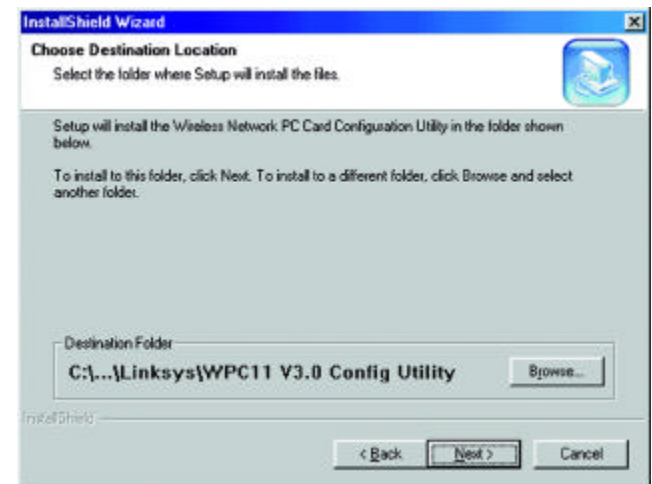 InstallShield Wizard
Choose Destination Location
Select the folder where Setup will install the files.
Setup will install the Wireless Network PC Card Configuration Utility in the folder shown
below.
To install to this folder, click Next. To install to a different folder, click Browse and select
another folder.
Destination Folder
C:\...\Linksys\WPC11 V3.0 Config Utility
Browse...
InstallShield
< Back
Next >
Cancel